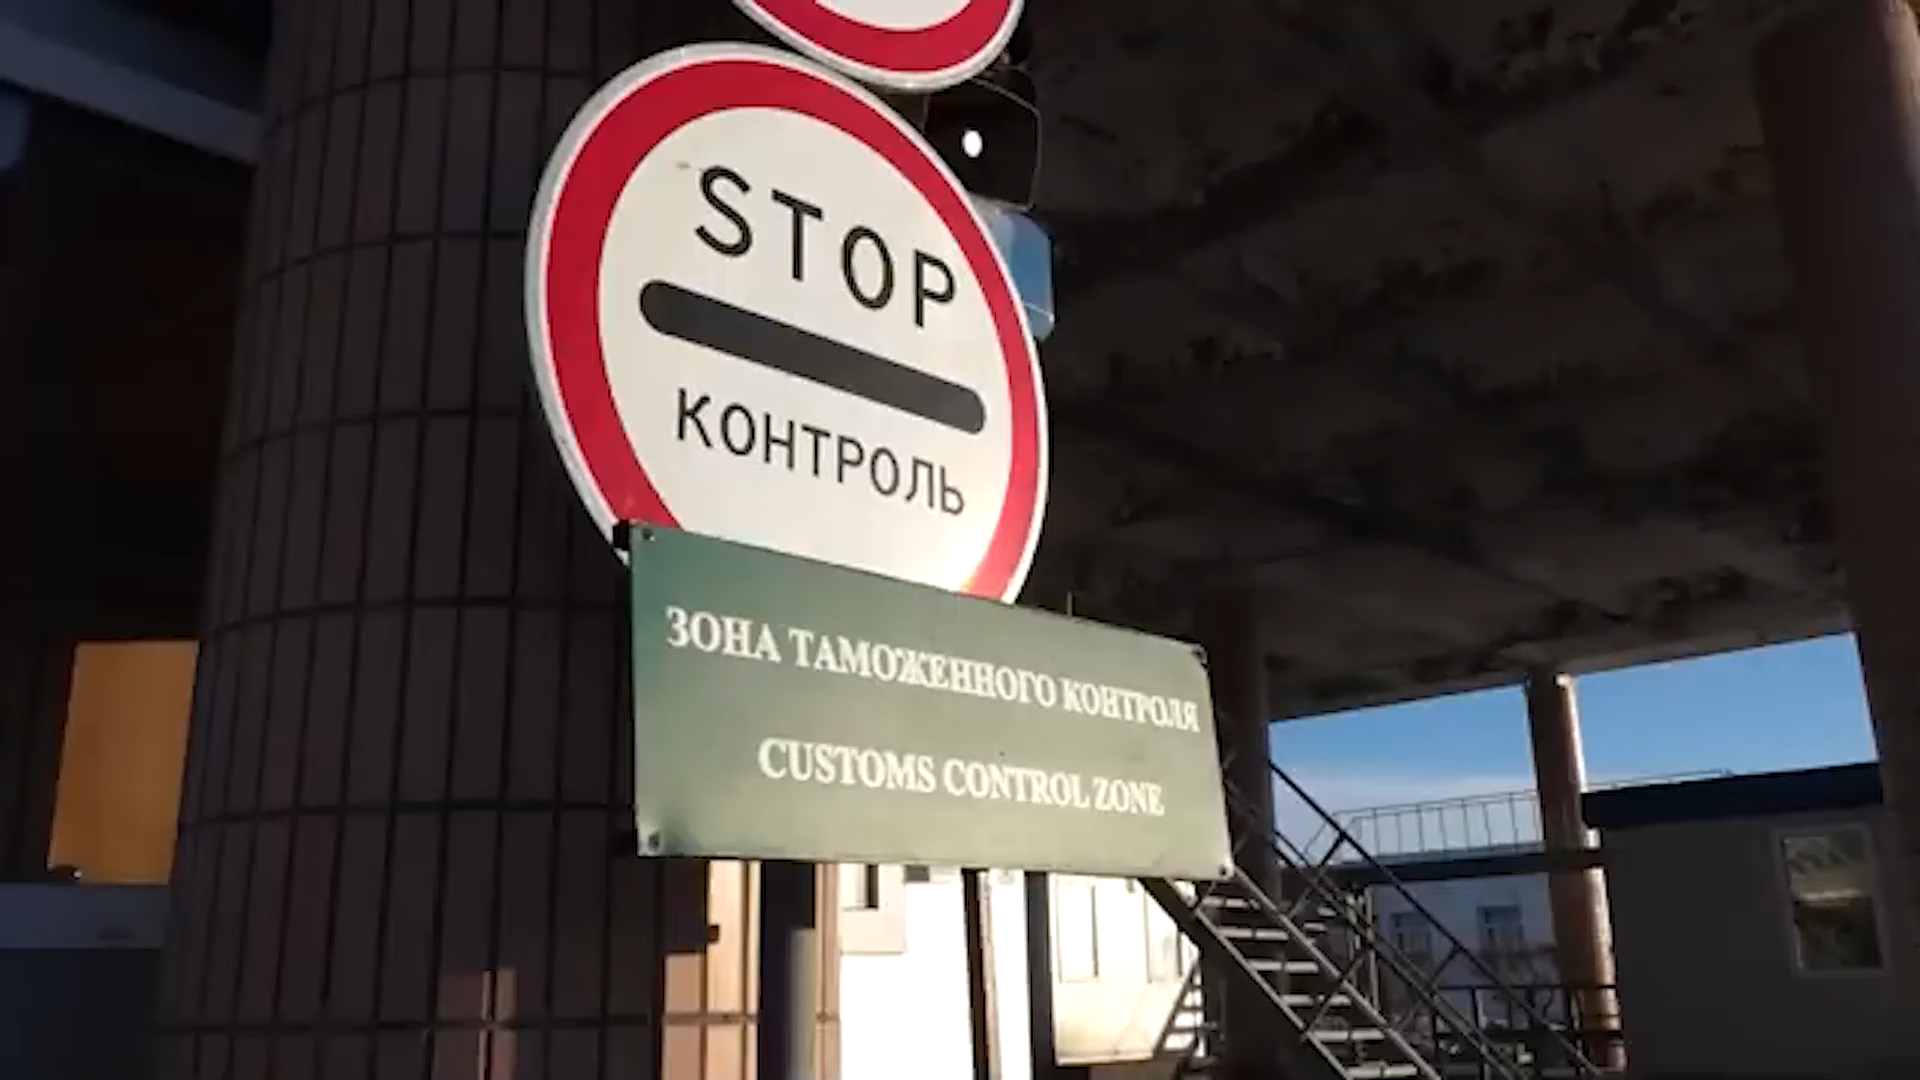 STOP
КОНТРОЛЬ
ЗОНА ТАМОЖЕННОГО КОНТРОЛЯ
CUSTOMS CONTROL ZONE